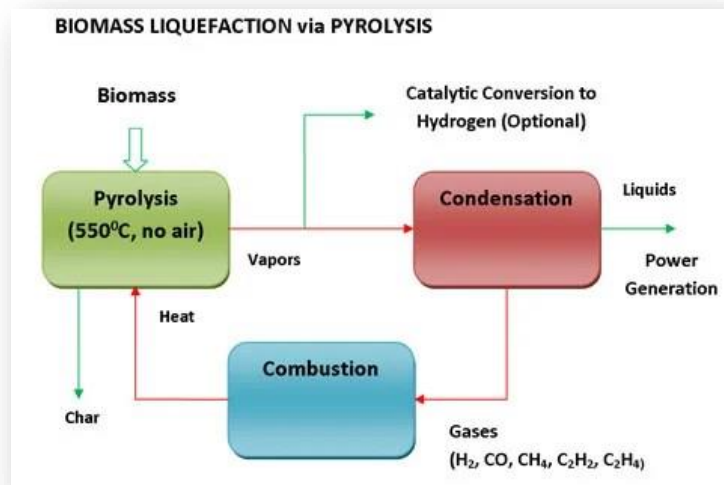 BIOMASS LIQUEFACTION via PYROLYSIS
Biomass
Catalytic Conversion to
Hydrogen (Optional)
Pyrolysis
(550⁰C, no air)
Condensation
Liquids
Vapors
Power
Generation
Heat
Combustion
Char
Gases
(H₂, CO, CH₄, C₂H₂, C₂H₄)